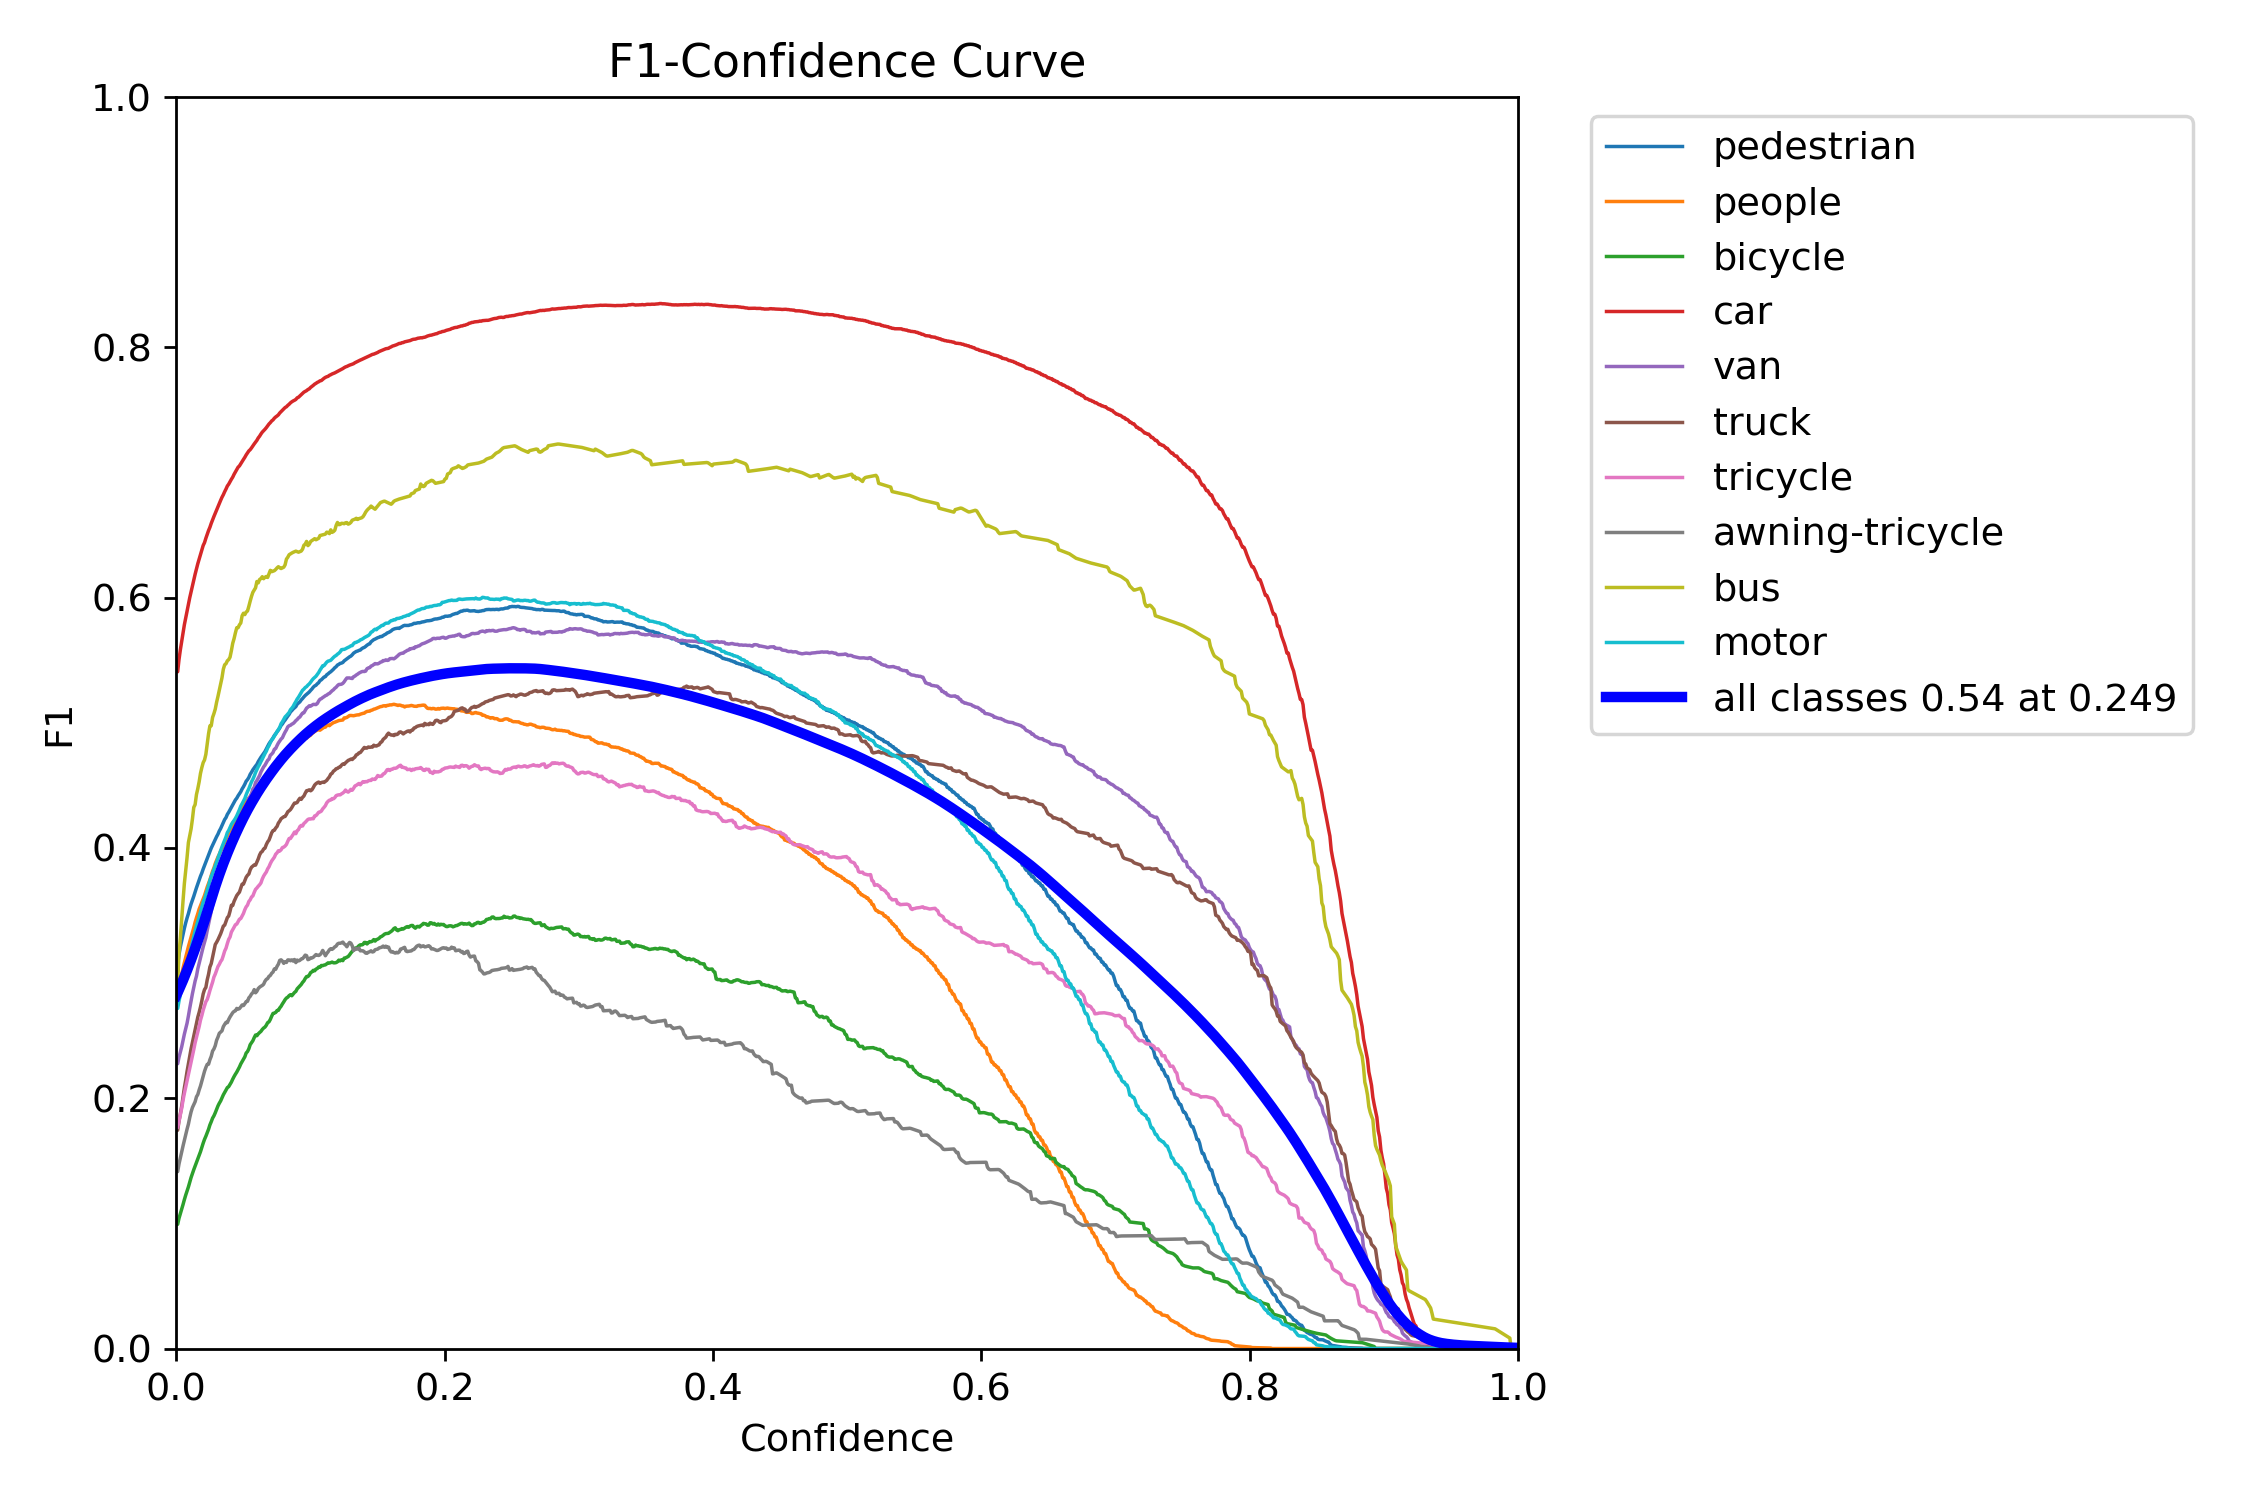 F1-Confidence Curve
1.0
0.8
0.6
0.4
0.2
0.0
F1
0.0 0.2 0.4 0.6 0.8 1.0
Confidence
pedestrian
people
bicycle
car
van
truck
tricycle
awning-tricycle
bus
motor
all classes 0.54 at 0.249